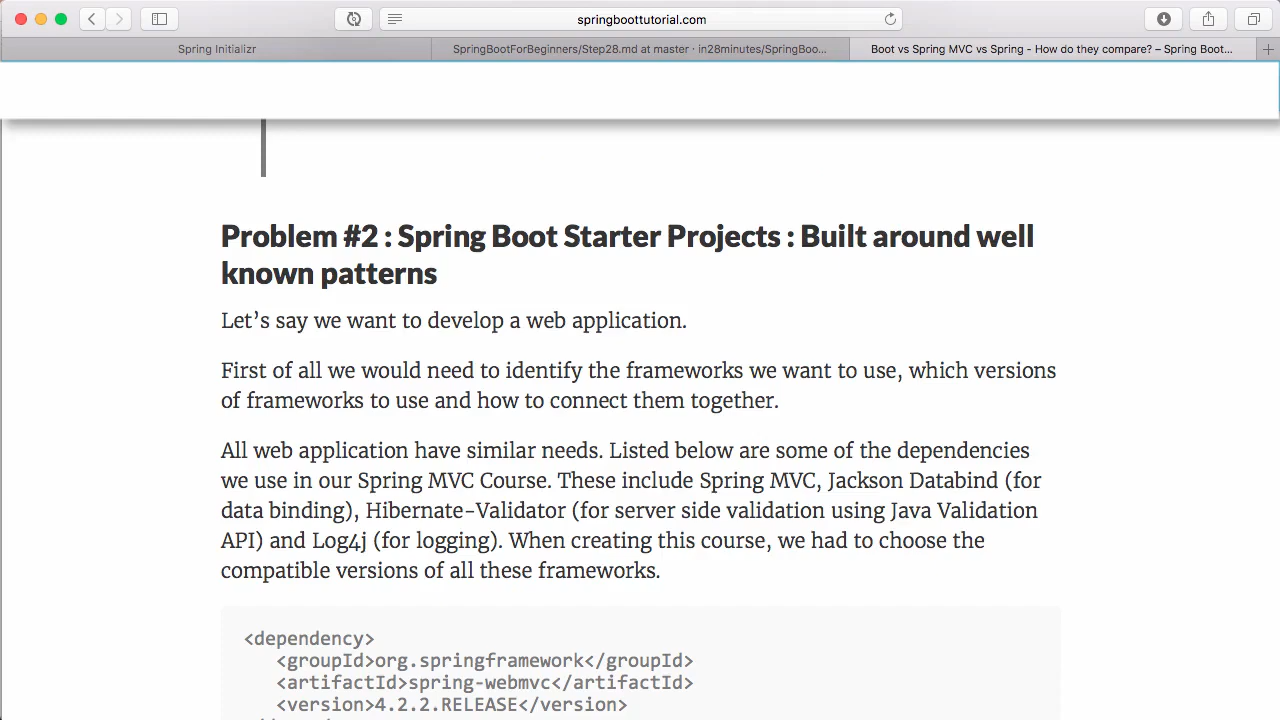 springboottutorial.com
Spring Initializr
SpringBootForBeginners/Step28.md at master · in28minutes/SpringBoo...
Boot vs Spring MVC vs Spring - How do they compare? – Spring Boot...
Problem #2 : Spring Boot Starter Projects : Built around well
known patterns
Let’s say we want to develop a web application.
First of all we would need to identify the frameworks we want to use, which versions
of frameworks to use and how to connect them together.
All web application have similar needs. Listed below are some of the dependencies
we use in our Spring MVC Course. These include Spring MVC, Jackson Databind (for
data binding), Hibernate-Validator (for server side validation using Java Validation
API) and Log4j (for logging). When creating this course, we had to choose the
compatible versions of all these frameworks.
<dependency>
<groupId>org.springframework</groupId>
<artifactId>spring-webmvc</artifactId>
<version>4.2.2.RELEASE</version>